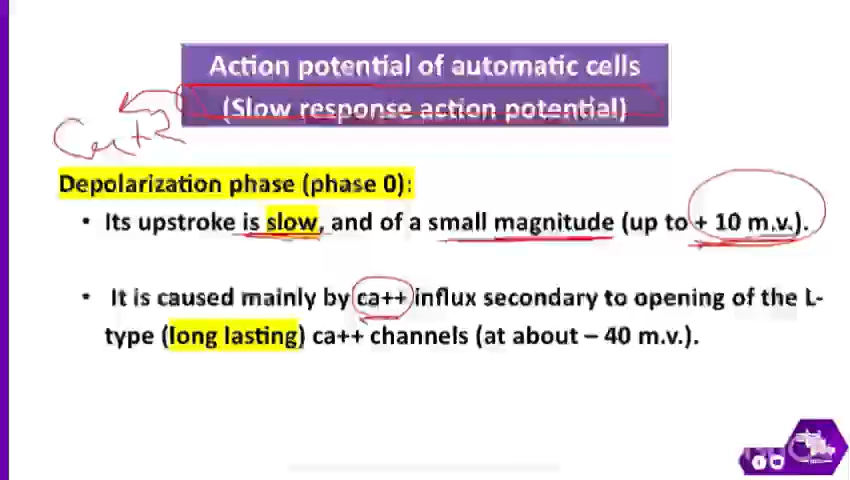 Action potential of automatic cells
(Slow response action potential)
Ca+2
Depolarization phase (phase 0):
• Its upstroke is slow, and of a small magnitude (up to + 10 m.v.).
• It is caused mainly by ca++ influx secondary to opening of the L-
type (long lasting) ca++ channels (at about – 40 m.v.).